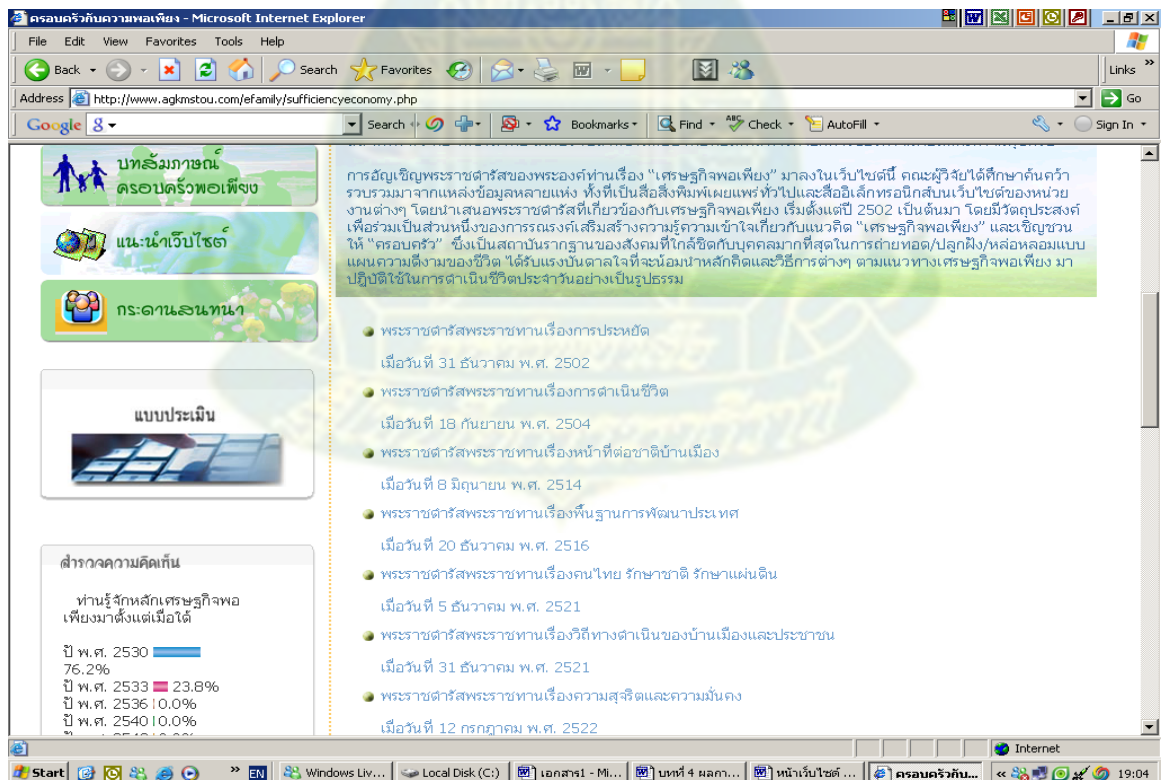 ครอบครัวกับความพอเพียง - Microsoft Internet Explorer
File Edit View Favorites Tools Help
Back Search Favorites Links
Address http://www.agkmstou.com/efamily/sufficiencyeconomy.php Go
Google Search Bookmarks Find Check AutoFill Sign In
บทสัมภาษณ์
ครอบครัวพอเพียง
แนะนำเว็บไซต์
กระดานสนทนา
แบบประเมิน
สำรวจความคิดเห็น
ท่านรู้จักหลักเศรษฐกิจพอ
เพียงมาตั้งแต่เมื่อใด้
ปี พ.ศ. 2530
76.2%
ปี พ.ศ. 2533 23.8%
ปี พ.ศ. 2536 0.0%
ปี พ.ศ. 2540 0.0%
การอัญเชิญพระราชดำรัสของพระองค์ท่านเรื่อง "เศรษฐกิจพอเพียง" มาลงในเว็บไซต์นี้ คณะผู้วิจัยได้ศึกษาค้นคว้า
รวบรวมมาจากแหล่งข้อมูลหลายแห่ง ทั้งที่เป็นสื่อสิ่งพิมพ์เผยแพร่ทั่วไปและสื่ออิเล็กทรอนิกส์บนเว็บไซต์ของหน่วย
งานต่างๆ โดยนำเสนอพระราชดำรัสที่เกี่ยวข้องกับเศรษฐกิจพอเพียง เริ่มตั้งแต่ปี 2502 เป็นต้นมา โดยมีวัตถุประสงค์
เพื่อร่วมเป็นส่วนหนึ่งของการรณรงค์เสริมสร้างความรู้ความเข้าใจเกี่ยวกับแนวคิด "เศรษฐกิจพอเพียง" และเชิญชวน
ให้ "ครอบครัว" ซึ่งเป็นสถาบันรากฐานของสังคมที่ใกล้ชิดกับบุคคลมากที่สุดในการถ่ายทอด/ปลูกฝัง/หล่อหลอมแบบ
แผนความดีงามของชีวิต ได้รับแรงบันดาลใจที่จะน้อมนำหลักคิดและวิธีการต่างๆ ตามแนวทางเศรษฐกิจพอเพียง มา
ปฏิบัติใช้ในการดำเนินชีวิตประจำวันอย่างเป็นรูปธรรม
พระราชดำรัสพระราชทานเรื่องการประหยัด
เมื่อวันที่ 31 ธันวาคม พ.ศ. 2502
พระราชดำรัสพระราชทานเรื่องการดำเนินชีวิต
เมื่อวันที่ 18 กันยายน พ.ศ. 2504
พระราชดำรัสพระราชทานเรื่องหน้าที่ต่อชาติบ้านเมือง
เมื่อวันที่ 8 มิถุนายน พ.ศ. 2514
พระราชดำรัสพระราชทานเรื่องพื้นฐานการพัฒนาประเทศ
เมื่อวันที่ 20 ธันวาคม พ.ศ. 2516
พระราชดำรัสพระราชทานเรื่องคนไทย รักษาชาติ รักษาแผ่นดิน
เมื่อวันที่ 5 ธันวาคม พ.ศ. 2521
พระราชดำรัสพระราชทานเรื่องวิถีทางดำเนินของบ้านเมืองและประชาชน
เมื่อวันที่ 31 ธันวาคม พ.ศ. 2521
พระราชดำรัสพระราชทานเรื่องความสุจริตและความมั่นคง
เมื่อวันที่ 12 กรกฎาคม พ.ศ. 2522
Internet
Start EN Windows Liv... Local Disk (C:) เอกสาร1 - Mi... บทที่ 4 ผลกา... หน้าเว็บไซต์ ... ครอบครัวกับ... 19:04